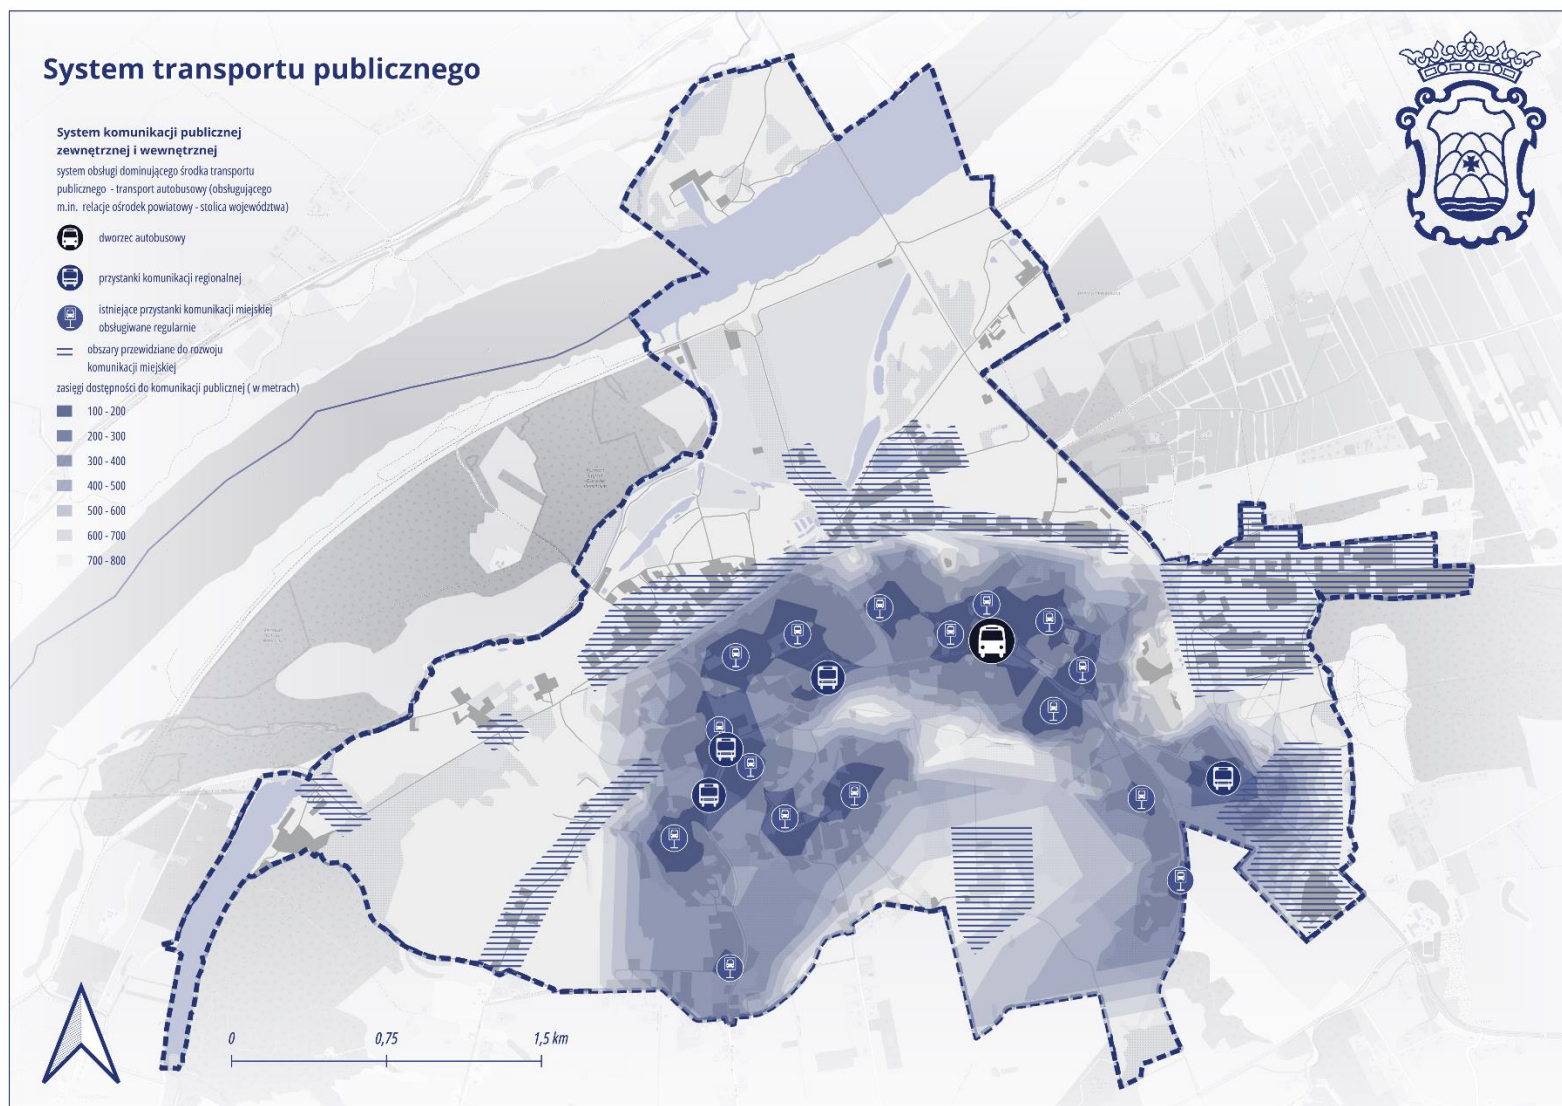 System transportu publicznego
System komunikacji publicznej
zewnętrznej i wewnętrznej
system obsługi dominującego środka transportu
publicznego - transport autobusowy (obsługującego
m.in. relacje ośrodek powiatowy - stolica województwa)
dworzec autobusowy
przystanki komunikacji regionalnej
istniejące przystanki komunikacji miejskiej
obsługiwane regularnie
obszary przewidziane do rozwoju
komunikacji miejskiej
zasięgi dostępności do komunikacji publicznej ( w metrach)
100 - 200
200 - 300
300 - 400
400 - 500
500 - 600
600 - 700
700 - 800
0
0,75
1,5 km